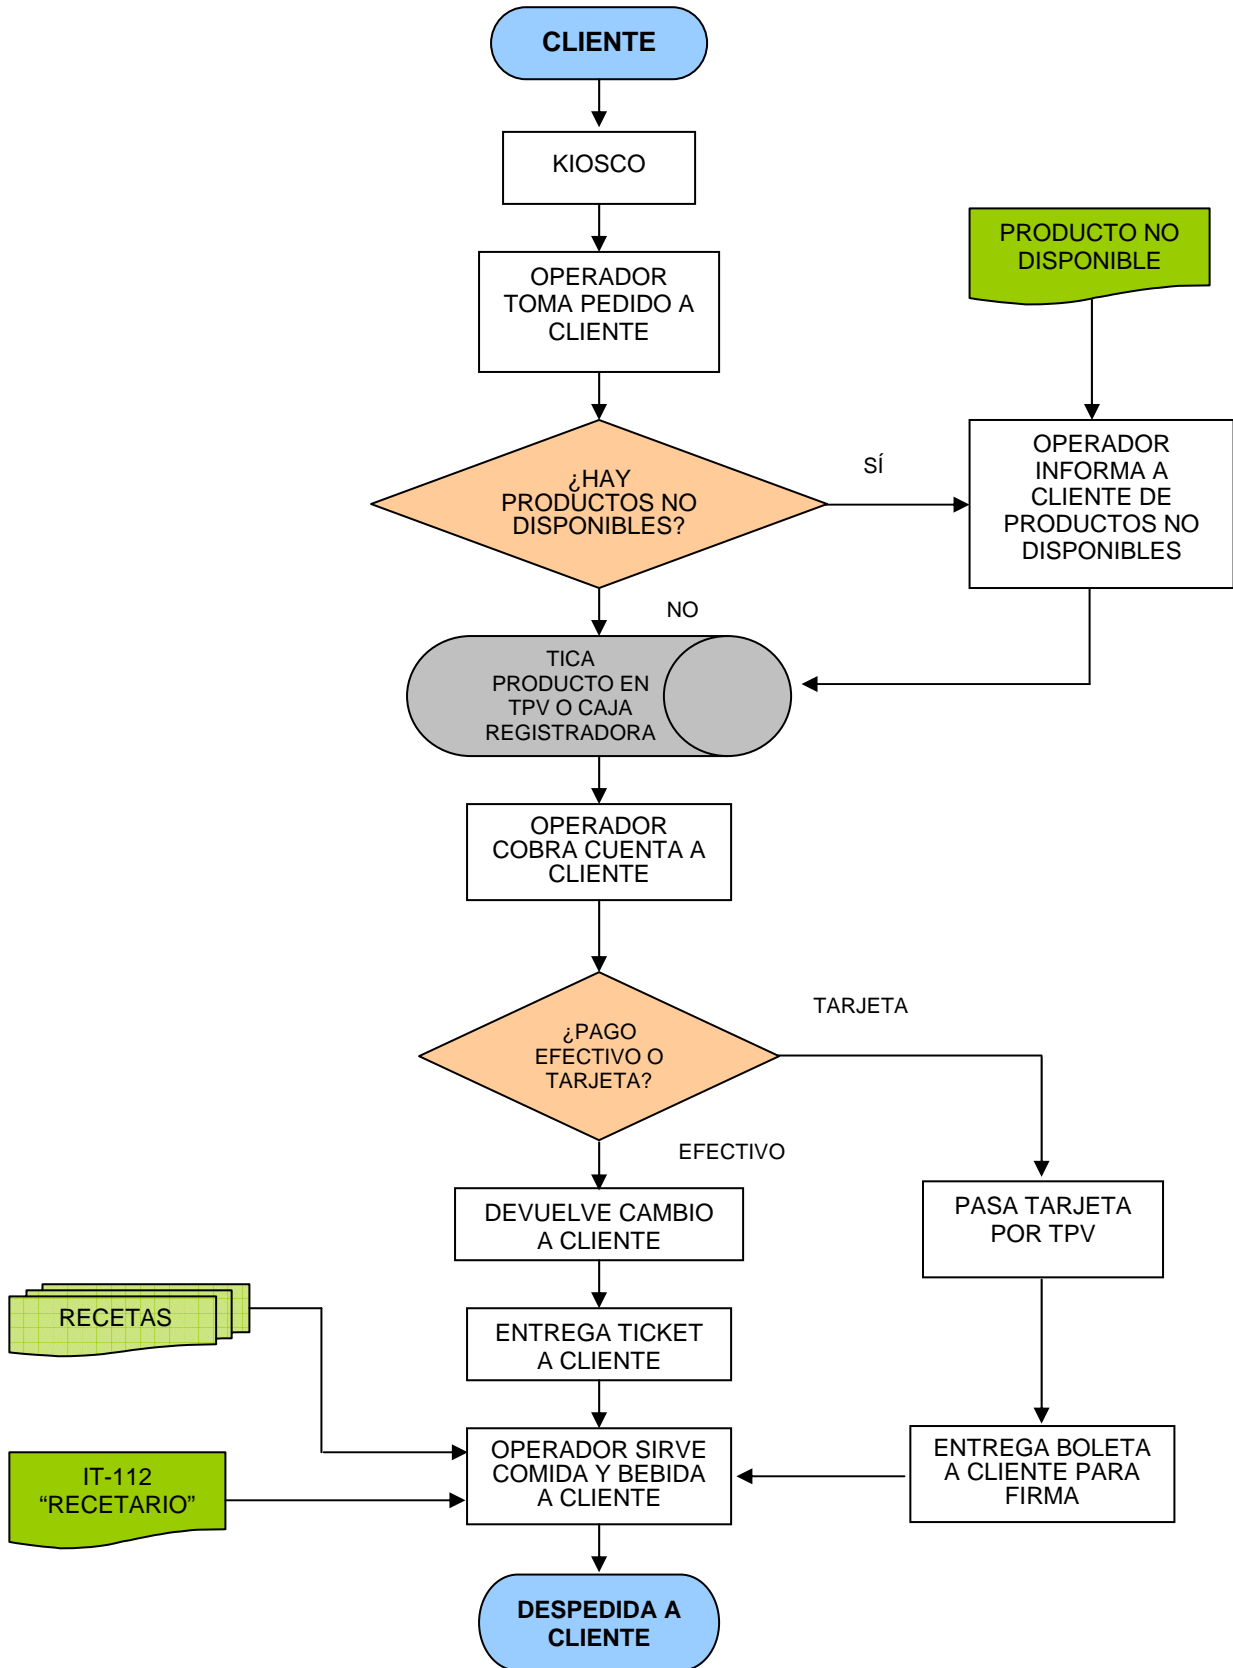 CLIENTE
KIOSCO
OPERADOR
TOMA PEDIDO A
CLIENTE
PRODUCTO NO
DISPONIBLE
¿HAY
PRODUCTOS NO
DISPONIBLES?
SÍ
OPERADOR
INFORMA A
CLIENTE DE
PRODUCTOS NO
DISPONIBLES
NO
TICA
PRODUCTO EN
TPV O CAJA
REGISTRADORA
OPERADOR
COBRA CUENTA A
CLIENTE
¿PAGO
EFECTIVO O
TARJETA?
TARJETA
EFECTIVO
DEVUELVE CAMBIO
A CLIENTE
PASA TARJETA
POR TPV
RECETAS
ENTREGA TICKET
A CLIENTE
IT-112
“RECETARIO”
OPERADOR SIRVE
COMIDA Y BEBIDA
A CLIENTE
ENTREGA BOLETA
A CLIENTE PARA
FIRMA
DESPEDIDA A
CLIENTE